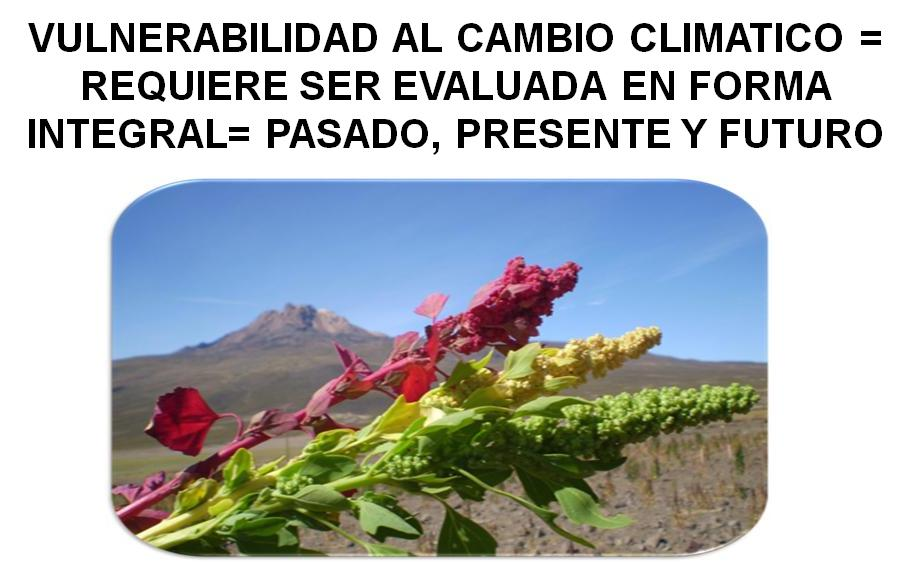 VULNERABILIDAD AL CAMBIO CLIMATICO =
REQUIERE SER EVALUADA EN FORMA
INTEGRAL= PASADO, PRESENTE Y FUTURO